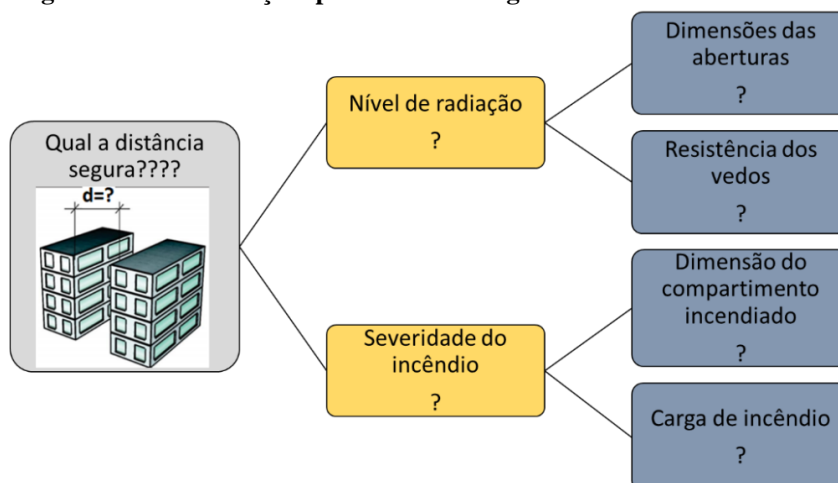 Qual a distância
segura????
d=?
Nível de radiação
?
Severidade do
incêndio
?
Dimensões das
aberturas
?
Resistência dos
vedos
?
Dimensão do
compartimento
incendiado
?
Carga de incêndio
?